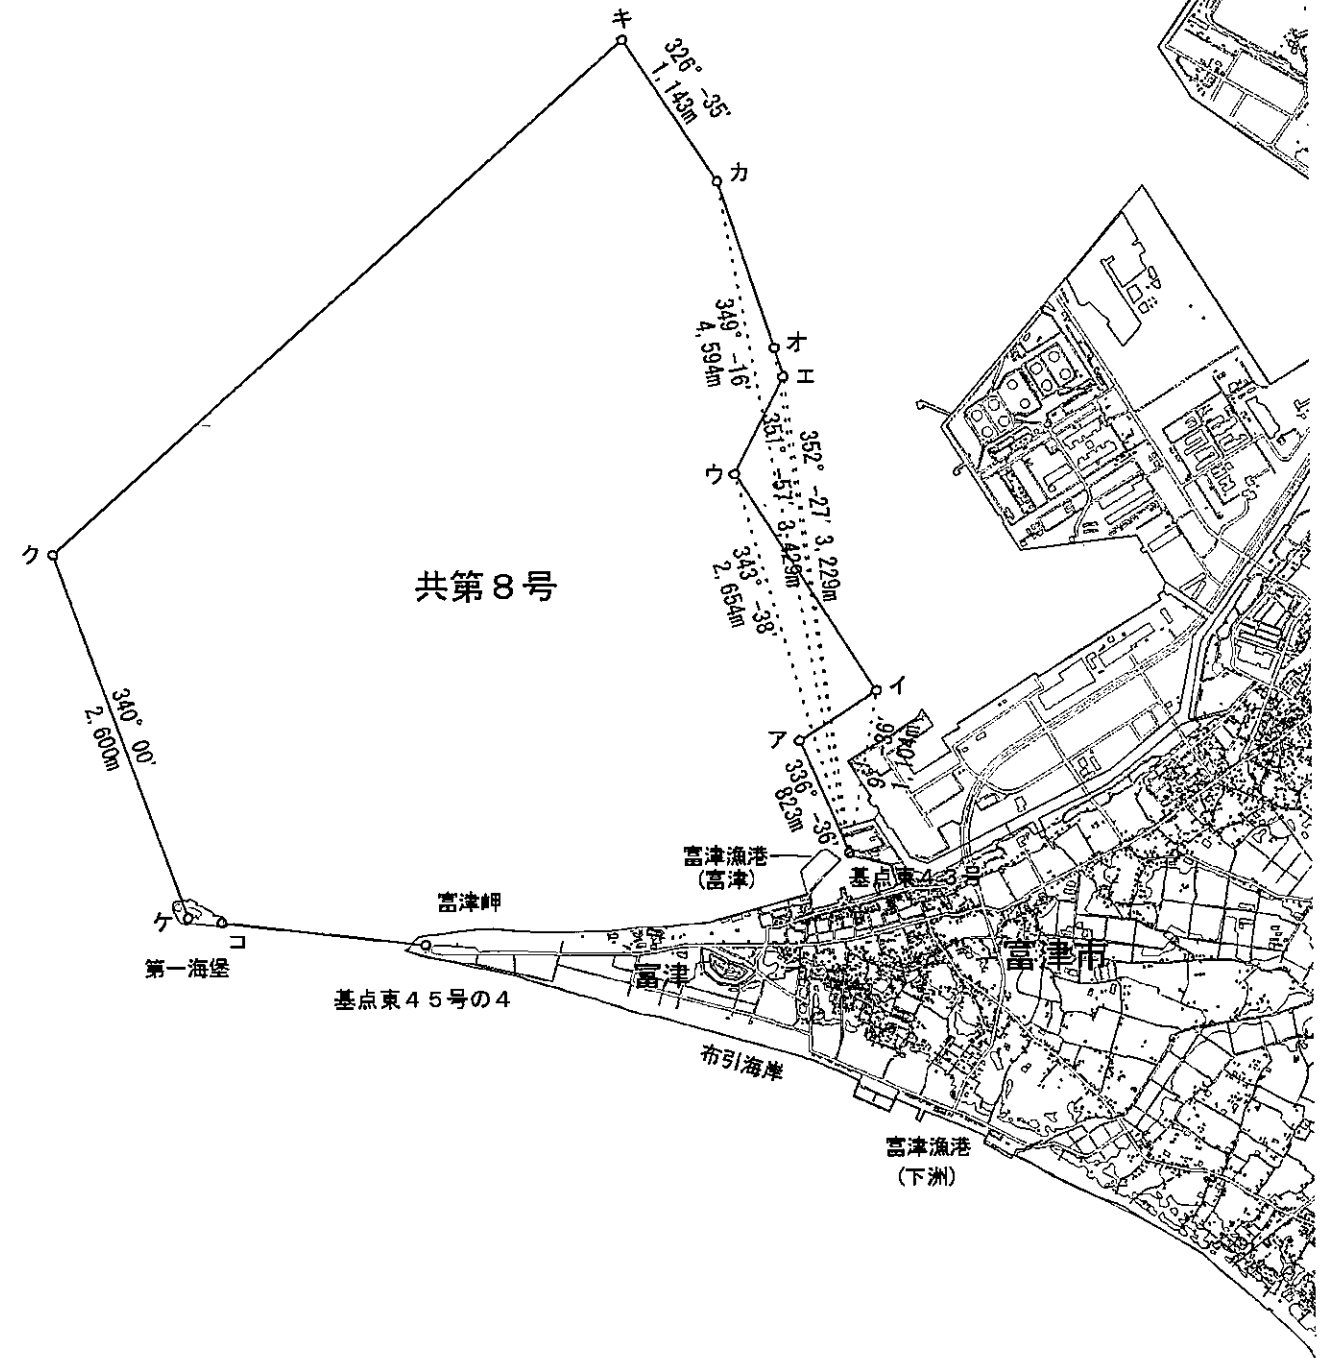 キ
326° -35′
1,143m
カ
349° -16′
4,594m
オ
エ
351° -57′ 3,429m
352° -27′ 3,229m
ウ
343° -38′
2,654m
ク
共第8号
340° 00′
2,600m
イ
ア
336° -36′
823m
1,104m
富津漁港
(富津)
基点東43号
富津岬
ケ
コ
第一海堡
富津
富津市
基点東45号の4
布引海岸
富津漁港
(下洲)